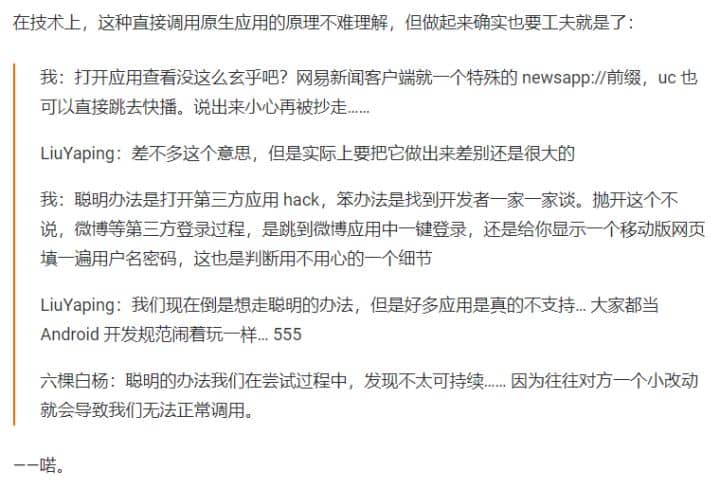 在技术上，这种直接调用原生应用的原理不难理解，但做起来确实也要工夫就是了：
我：打开应用查看没这么玄乎吧？网易新闻客户端就一个特殊的 newsapp://前缀，uc 也
可以直接跳去快播。说出来小心再被抄走……
LiuYaping：差不多这个意思，但是实际上要把它做出来差别还是很大的
我：聪明办法是打开第三方应用 hack，笨办法是找到开发者一家一家谈。抛开这个不
说，微博等第三方登录过程，是跳到微博应用中一键登录，还是给你显示一个移动版网页
填一遍用户名密码，这也是判断用不用心的一个细节
LiuYaping：我们现在倒是想走聪明的办法，但是好多应用是真的不支持... 大家都当
Android 开发规范闹着玩一样... 555
六棵白杨：聪明的办法我们在尝试过程中，发现不太可持续…… 因为往往对方一个小改动
就会导致我们无法正常调用。
——喏。